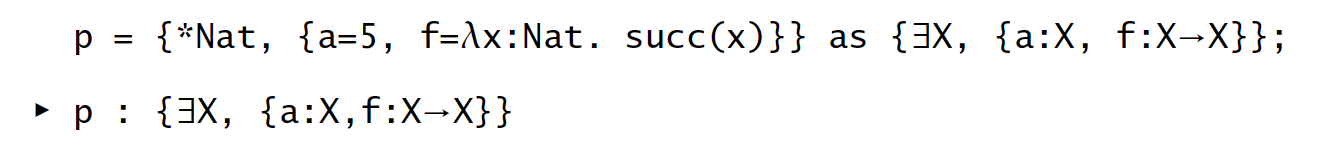 p = {*Nat, {a=5, f=λx:Nat. succ(x)}} as {∃X, {a:X, f:X→X}};
▸ p : {∃X, {a:X,f:X→X}}